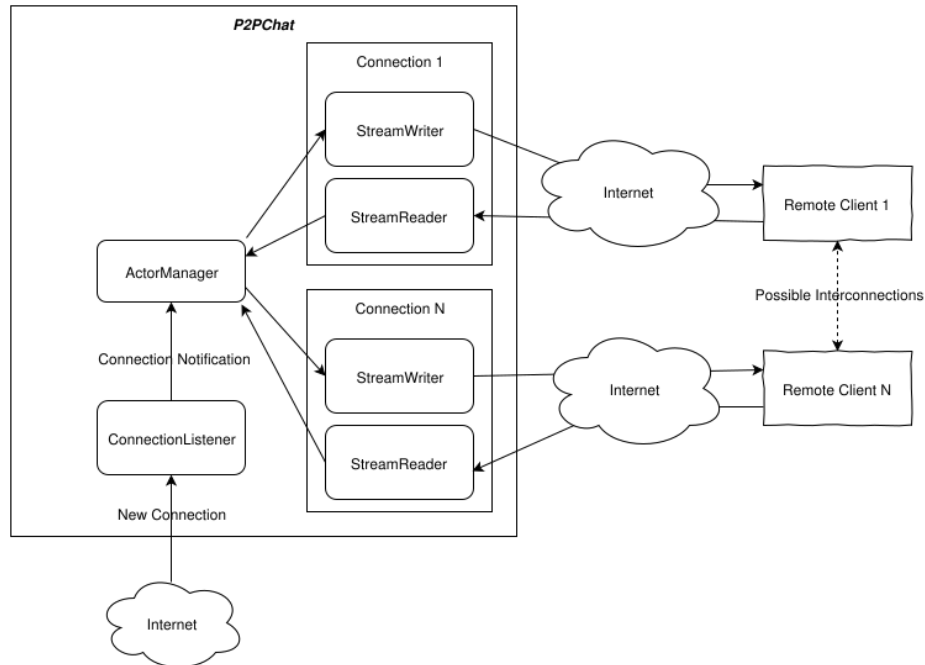 P2PChat
Connection 1
StreamWriter
StreamReader
Internet
Remote Client 1
ActorManager
Possible Interconnections
Connection N
Connection Notification
StreamWriter
StreamReader
Internet
Remote Client N
ConnectionListener
New Connection
Internet